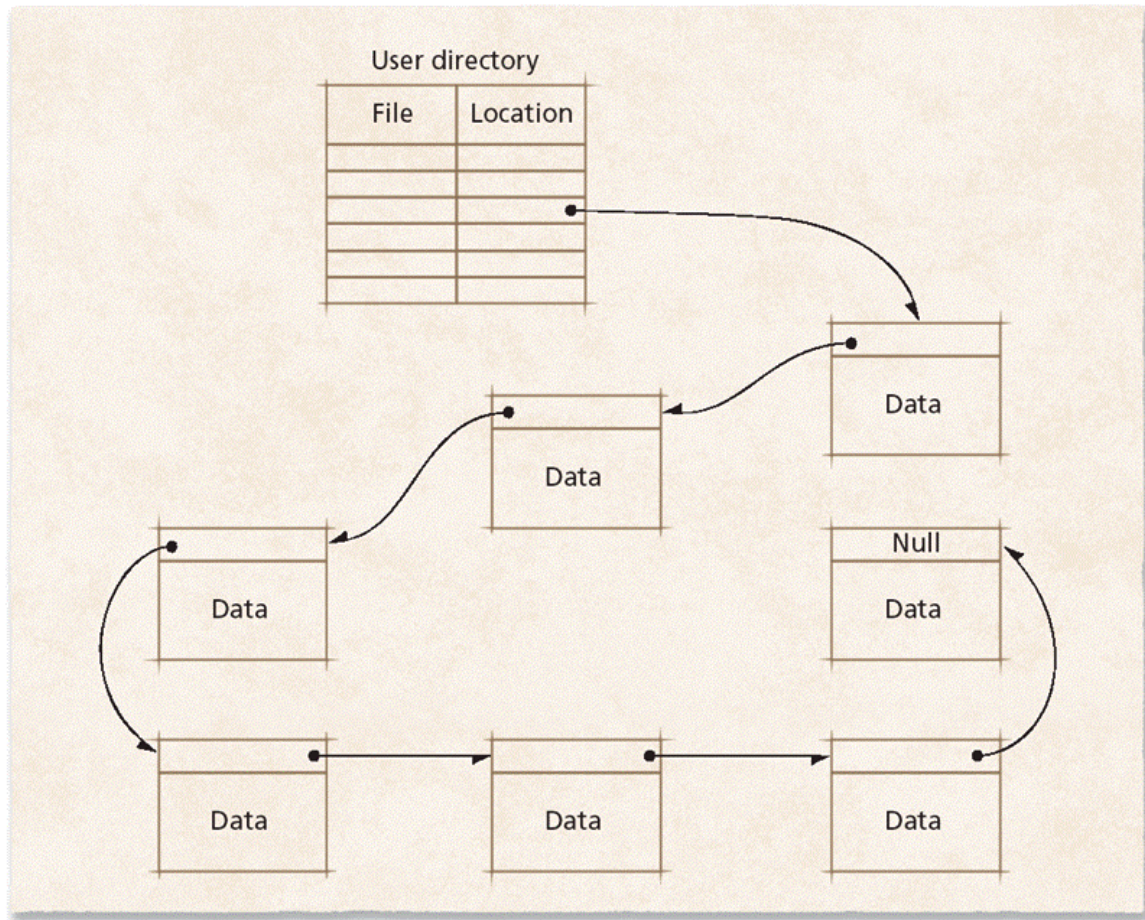 User directory
File Location
Data
Data
Data
Null
Data
Data
Data
Data